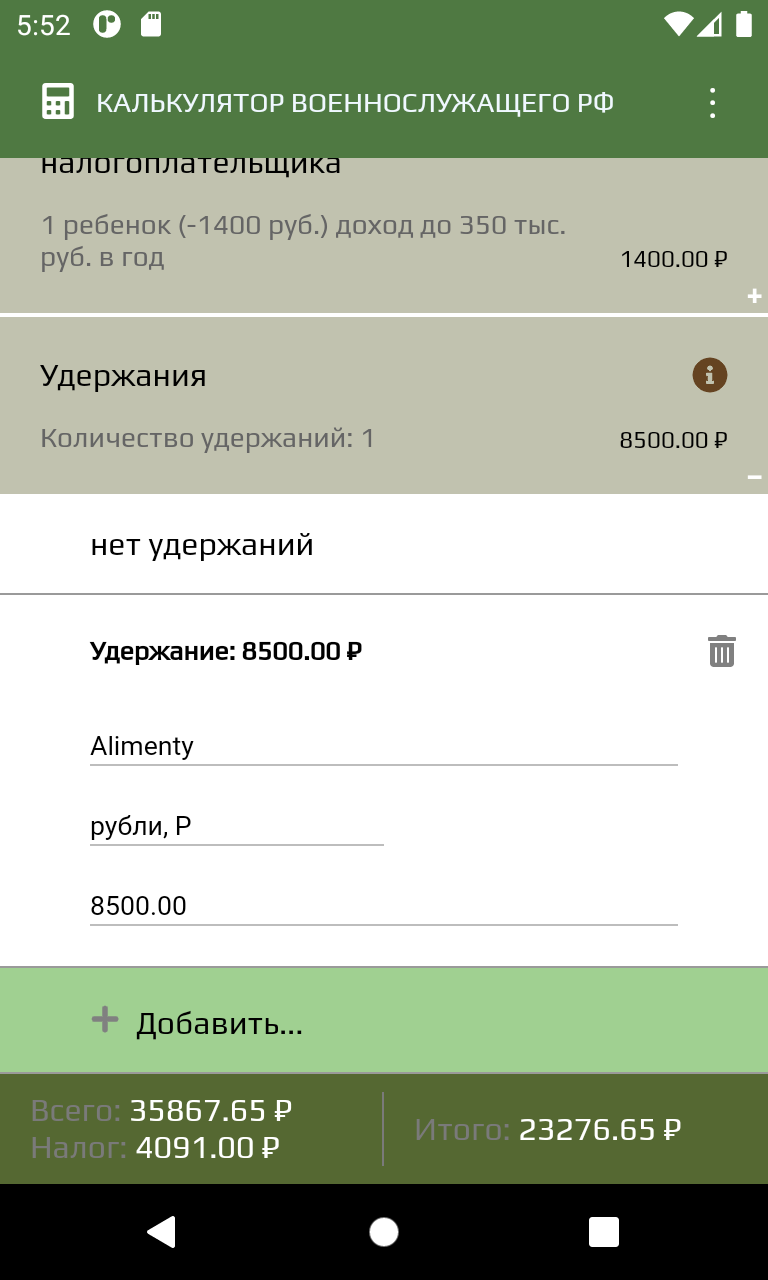 5:52
КАЛЬКУЛЯТОР ВОЕННОСЛУЖАЩЕГО РФ
налогоплательщика
1 ребенок (-1400 руб.) доход до 350 тыс.
руб. в год
1400.00 ₽
+
Удержания
Количество удержаний: 1
8500.00 ₽
−
нет удержаний
Удержание: 8500.00 ₽
Alimenty
рубли, Р
8500.00
Добавить...
Всего: 35867.65 ₽
Налог: 4091.00 ₽
Итого: 23276.65 ₽